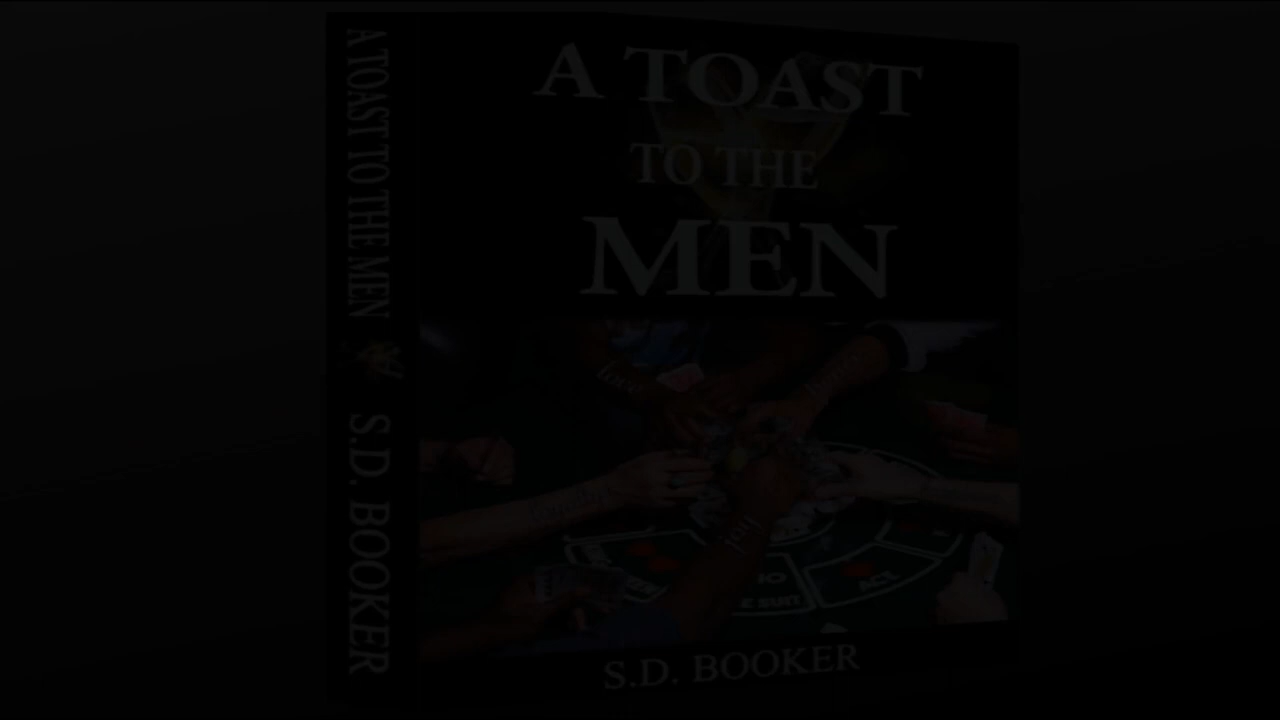 A TOAST TO THE MEN
S.D. BOOKER
A TOAST
TO THE
MEN
S.D. BOOKER